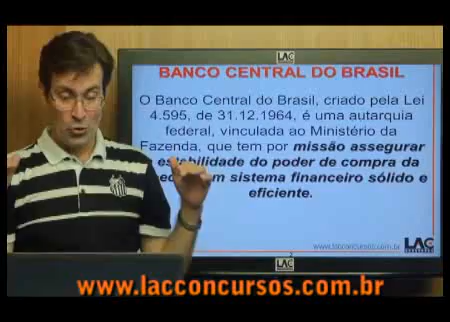 LAC
BANCO CENTRAL DO BRASIL
O Banco Central do Brasil, criado pela Lei
4.595, de 31.12.1964, é uma autarquia
federal, vinculada ao Ministério da
Fazenda, que tem por missão assegurar
do poder de compra da
um sistema financeiro sólido e
eficiente.
www.lacconcursos.com.br
LAC
LAC
www.lacconcursos.com.br